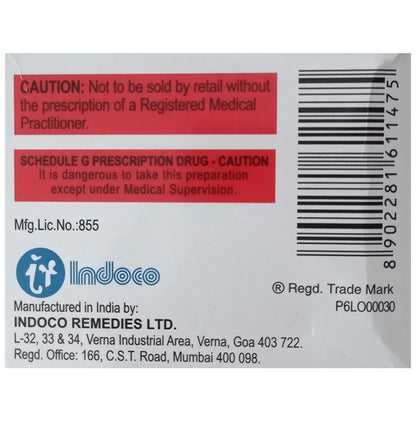 CAUTION: Not to be sold by retail without
the prescription of a Registered Medical
Practitioner.
SCHEDULE G PRESCRIPTION DRUG - CAUTION
It is dangerous to take this preparation
except under Medical Supervision.
Mfg.Lic.No.:855
8902281611475
Indoco
® Regd. Trade Mark
P6LO00030
Manufactured in India by:
INDOCO REMEDIES LTD.
L-32, 33 & 34, Verna Industrial Area, Verna, Goa 403 722.
Regd. Office: 166, C.S.T. Road, Mumbai 400 098.